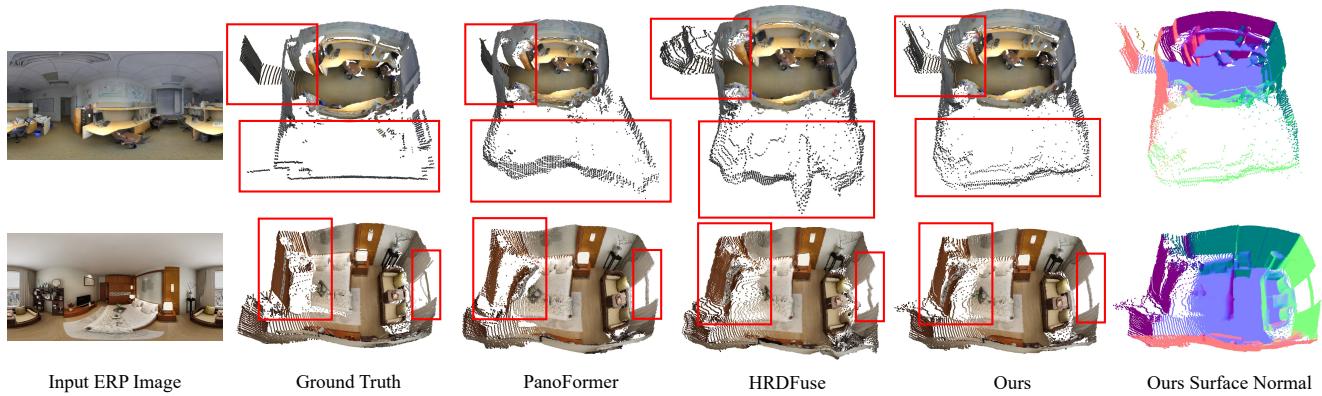 Input ERP Image
Ground Truth
PanoFormer
HRDFuse
Ours
Ours Surface Normal